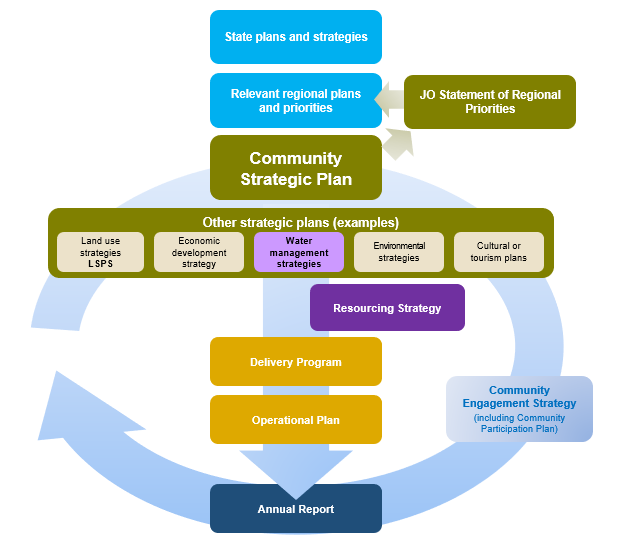 State plans and strategies
Relevant regional plans
and priorities
JO Statement of Regional
Priorities
Community
Strategic Plan
Other strategic plans (examples)
Land use
strategies
LSPS
Economic
development
strategy
Water
management
strategies
Environmental
strategies
Cultural or
tourism plans
Resourcing Strategy
Delivery Program
Community
Engagement Strategy
(including Community
Participation Plan)
Operational Plan
Annual Report